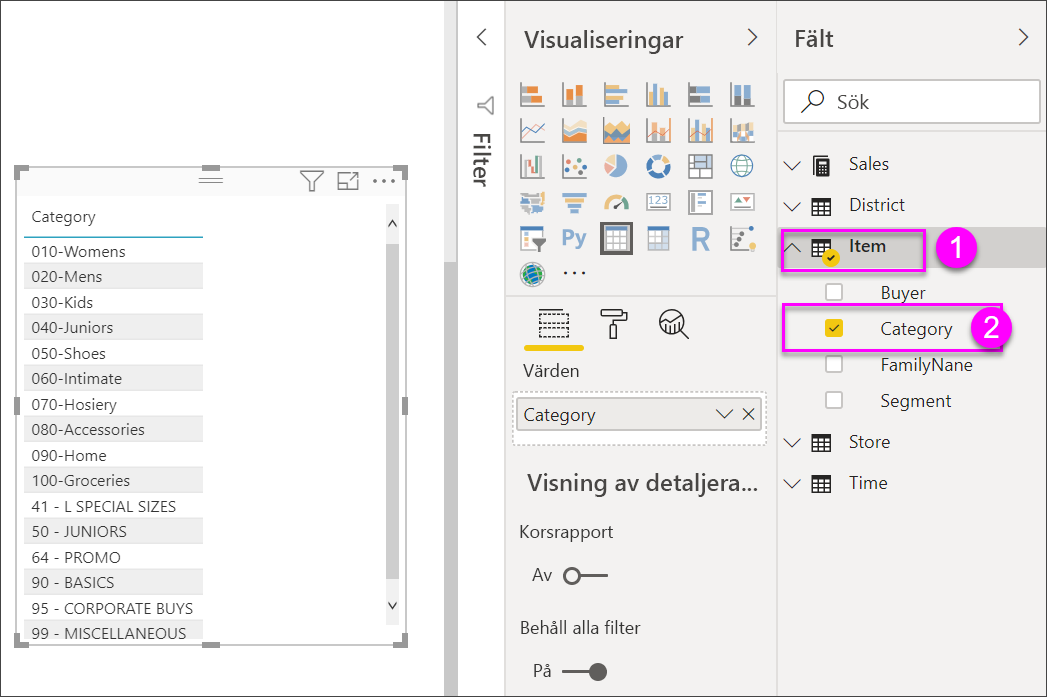 Category
010-Womens
020-Mens
030-Kids
040-Juniors
050-Shoes
060-Intimate
070-Hosiery
080-Accessories
090-Home
100-Groceries
41 - L SPECIAL SIZES
50 - JUNIORS
64 - PROMO
90 - BASICS
95 - CORPORATE BUYS
99 - MISCELLANEOUS
Filter
Visualiseringar
123
Py
R
Värden
Category
Visning av detaljera...
Korsrapport
Av
Behåll alla filter
På
Fält
Sök
Sales
District
Item
1
Buyer
Category
2
FamilyNane
Segment
Store
Time